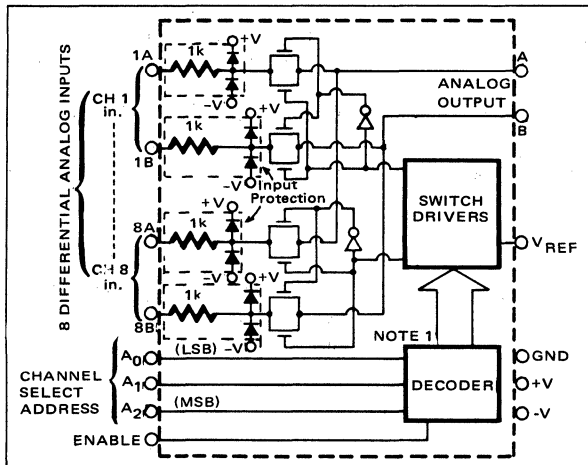 8 DIFFERENTIAL ANALOG INPUTS
CH 1
in.
1A
1k
+V
-V
1B
1k
+V
-V
Input
Protection
8A
1k
+V
-V
CH 8
in.
8B
1k
+V
-V
A
ANALOG
OUTPUT
B
SWITCH
DRIVERS
VREF
NOTE 1
DECODER
GND
+V
-V
CHANNEL
SELECT
ADDRESS
A0
(LSB)
A1
A2
(MSB)
ENABLE